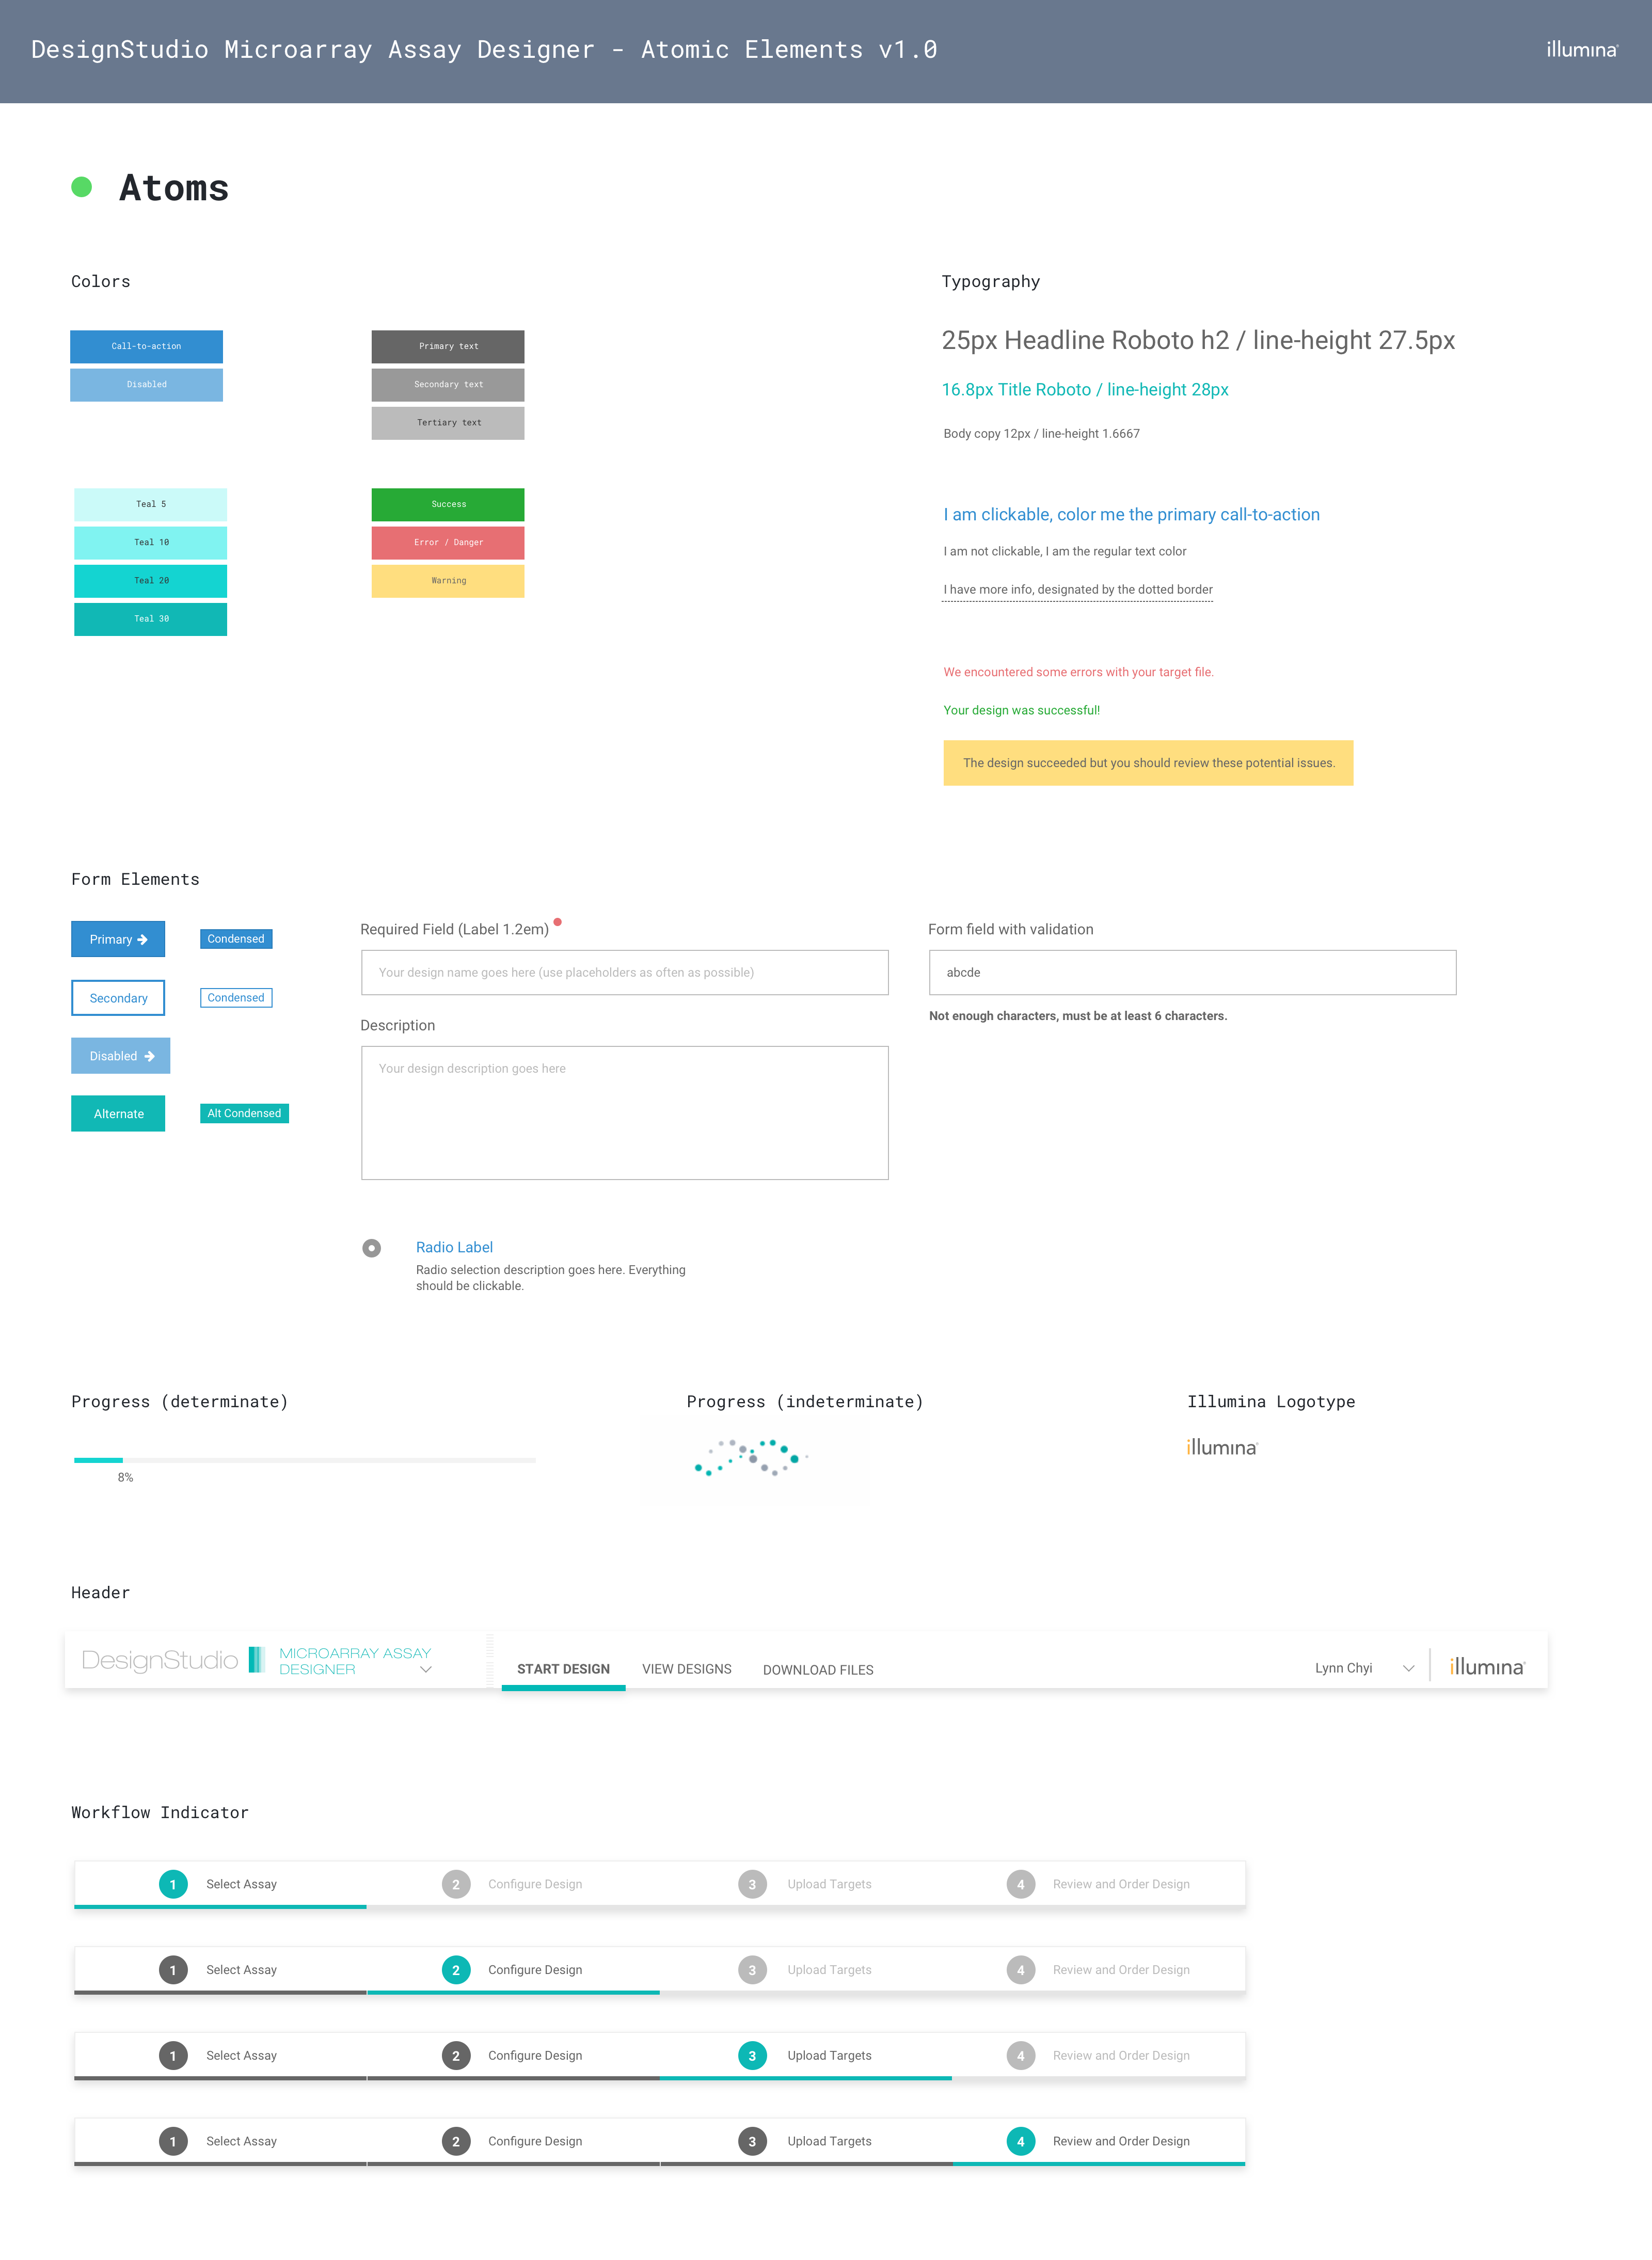 DesignStudio Microarray Assay Designer - Atomic Elements v1.0
illumına
Atoms
Colors
Call-to-action
Disabled
Primary text
Secondary text
Tertiary text
Teal 5
Teal 10
Teal 20
Teal 30
Success
Error / Danger
Warning
Typography
25px Headline Roboto h2 / line-height 27.5px
16.8px Title Roboto / line-height 28px
Body copy 12px / line-height 1.6667
I am clickable, color me the primary call-to-action
I am not clickable, I am the regular text color
I have more info, designated by the dotted border
We encountered some errors with your target file.
Your design was successful!
The design succeeded but you should review these potential issues.
Form Elements
Primary
Condensed
Secondary
Condensed
Disabled
Alternate
Alt Condensed
Required Field (Label 1.2em)
Your design name goes here (use placeholders as often as possible)
Description
Your design description goes here
Form field with validation
abcde
Not enough characters, must be at least 6 characters.
Radio Label
Radio selection description goes here. Everything
should be clickable.
Progress (determinate)
8%
Progress (indeterminate)
Illumina Logotype
illumına
Header
DesignStudio
MICROARRAY ASSAY
DESIGNER
START DESIGN
VIEW DESIGNS
DOWNLOAD FILES
Lynn Chyi
illumına
Workflow Indicator
1 Select Assay 2 Configure Design 3 Upload Targets 4 Review and Order Design
1 Select Assay 2 Configure Design 3 Upload Targets 4 Review and Order Design
1 Select Assay 2 Configure Design 3 Upload Targets 4 Review and Order Design
1 Select Assay 2 Configure Design 3 Upload Targets 4 Review and Order Design